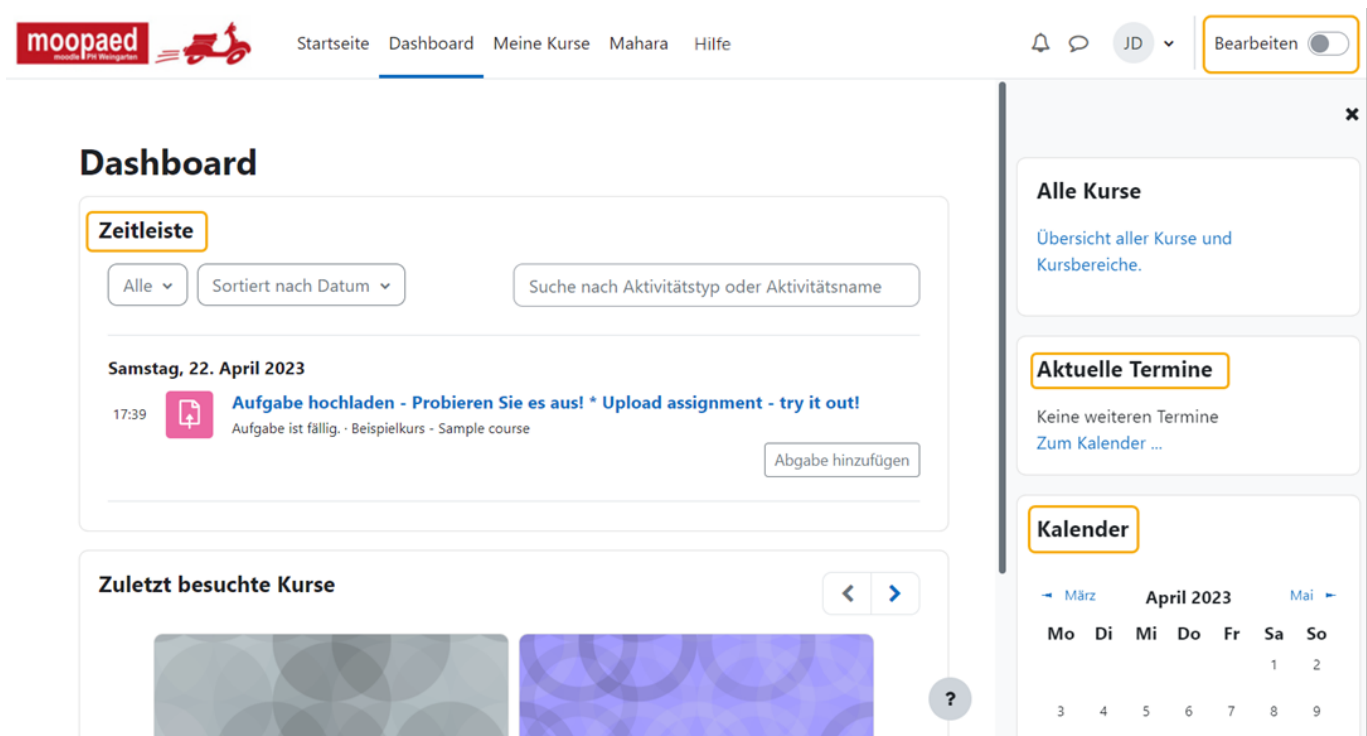 moopaed
moodle PH Weingarten
Startseite Dashboard Meine Kurse Mahara Hilfe
JD
Bearbeiten
Dashboard
Zeitleiste
Alle
Sortiert nach Datum
Suche nach Aktivitätstyp oder Aktivitätsname
Samstag, 22. April 2023
17:39
Aufgabe hochladen - Probieren Sie es aus! * Upload assignment - try it out!
Aufgabe ist fällig. · Beispielkurs - Sample course
Abgabe hinzufügen
Zuletzt besuchte Kurse
?
Alle Kurse
Übersicht aller Kurse und
Kursbereiche.
Aktuelle Termine
Keine weiteren Termine
Zum Kalender ...
Kalender
◄ März April 2023 Mai ►
Mo Di Mi Do Fr Sa So
1 2
3 4 5 6 7 8 9